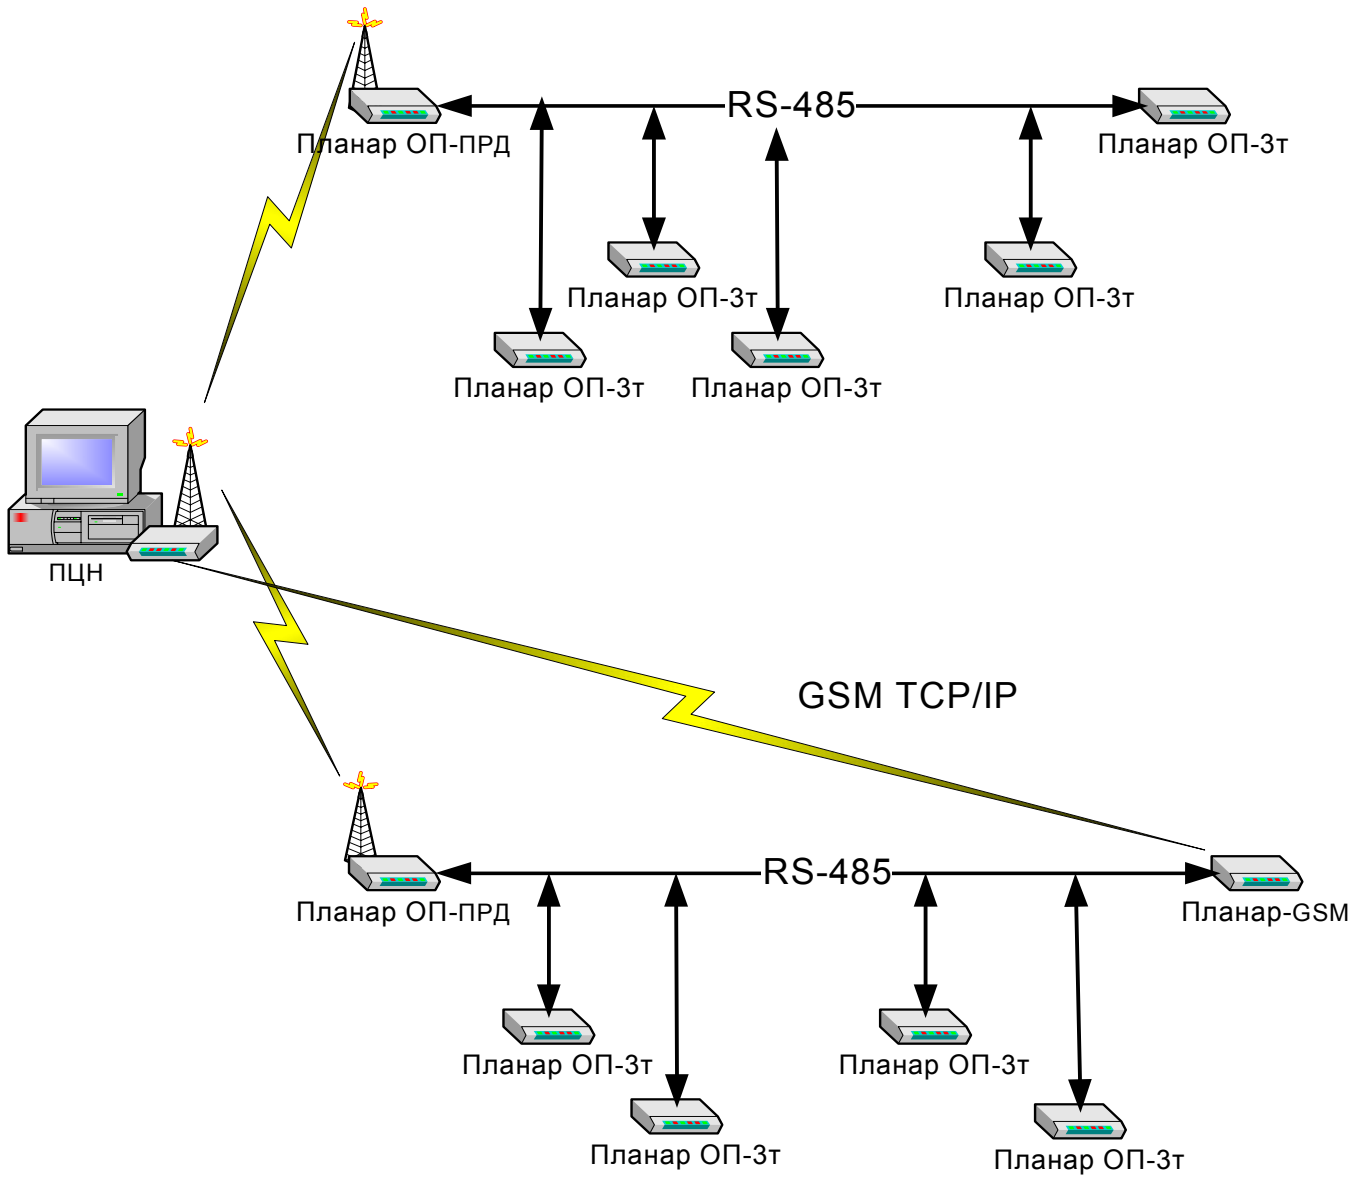 RS-485
Планар ОП-ПРД
Планар ОП-3т
Планар ОП-3т
Планар ОП-3т
Планар ОП-3т
Планар ОП-3т
ПЦН
GSM TCP/IP
RS-485
Планар ОП-ПРД
Планар-GSM
Планар ОП-3т
Планар ОП-3т
Планар ОП-3т
Планар ОП-3т